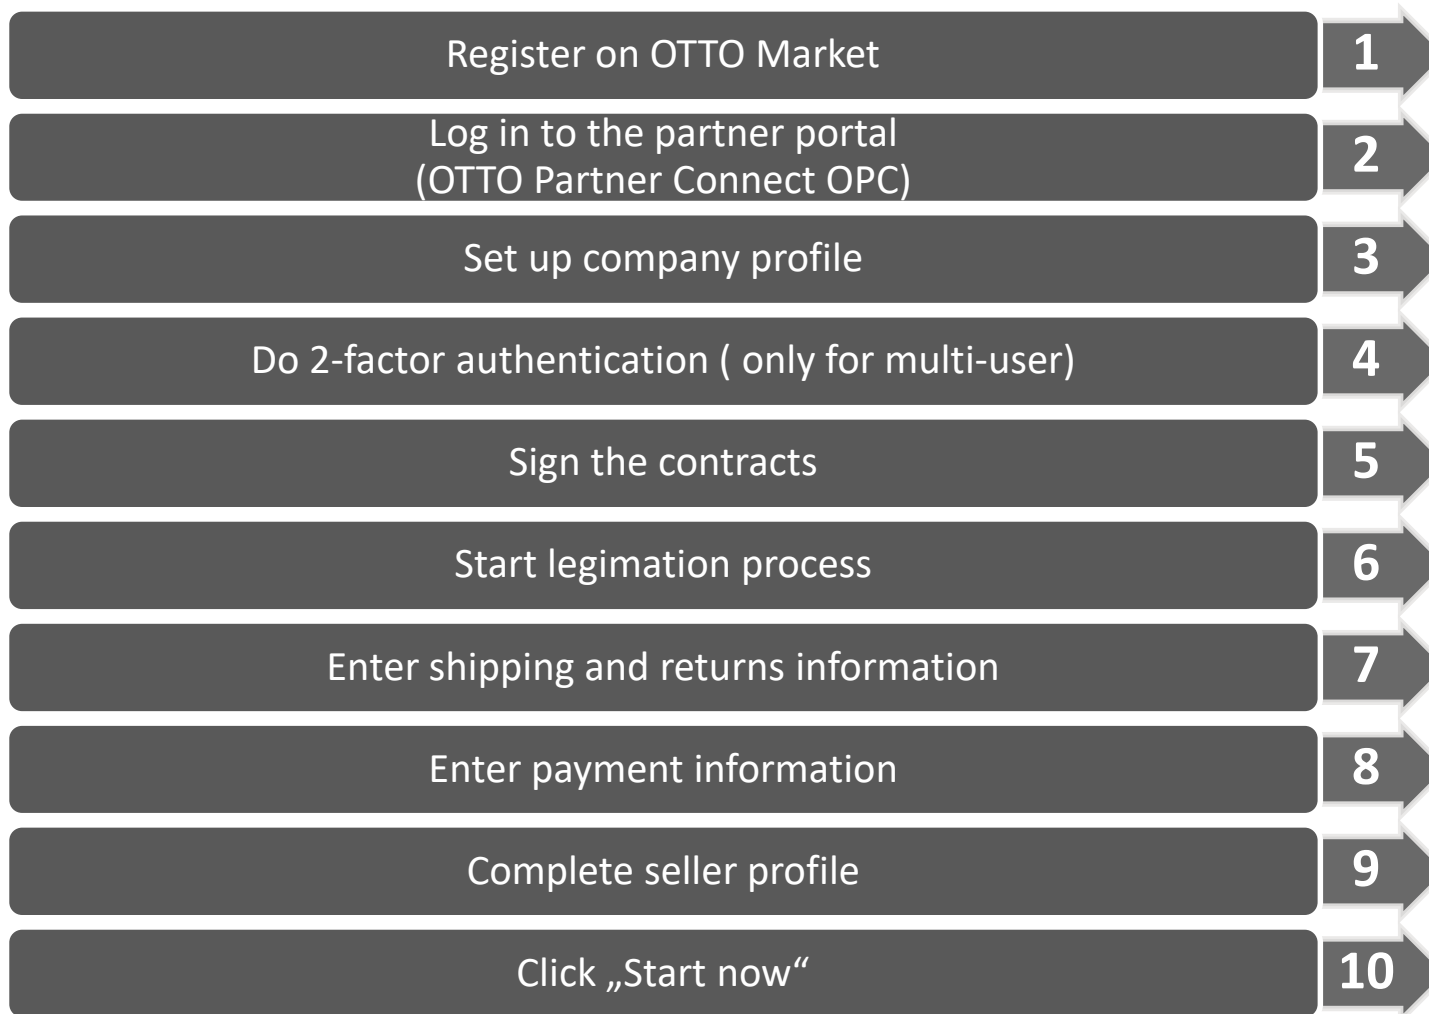 Register on OTTO Market
1
Log in to the partner portal
(OTTO Partner Connect OPC)
2
Set up company profile
3
Do 2-factor authentication ( only for multi-user)
4
Sign the contracts
5
Start legimation process
6
Enter shipping and returns information
7
Enter payment information
8
Complete seller profile
9
Click „Start now“
10